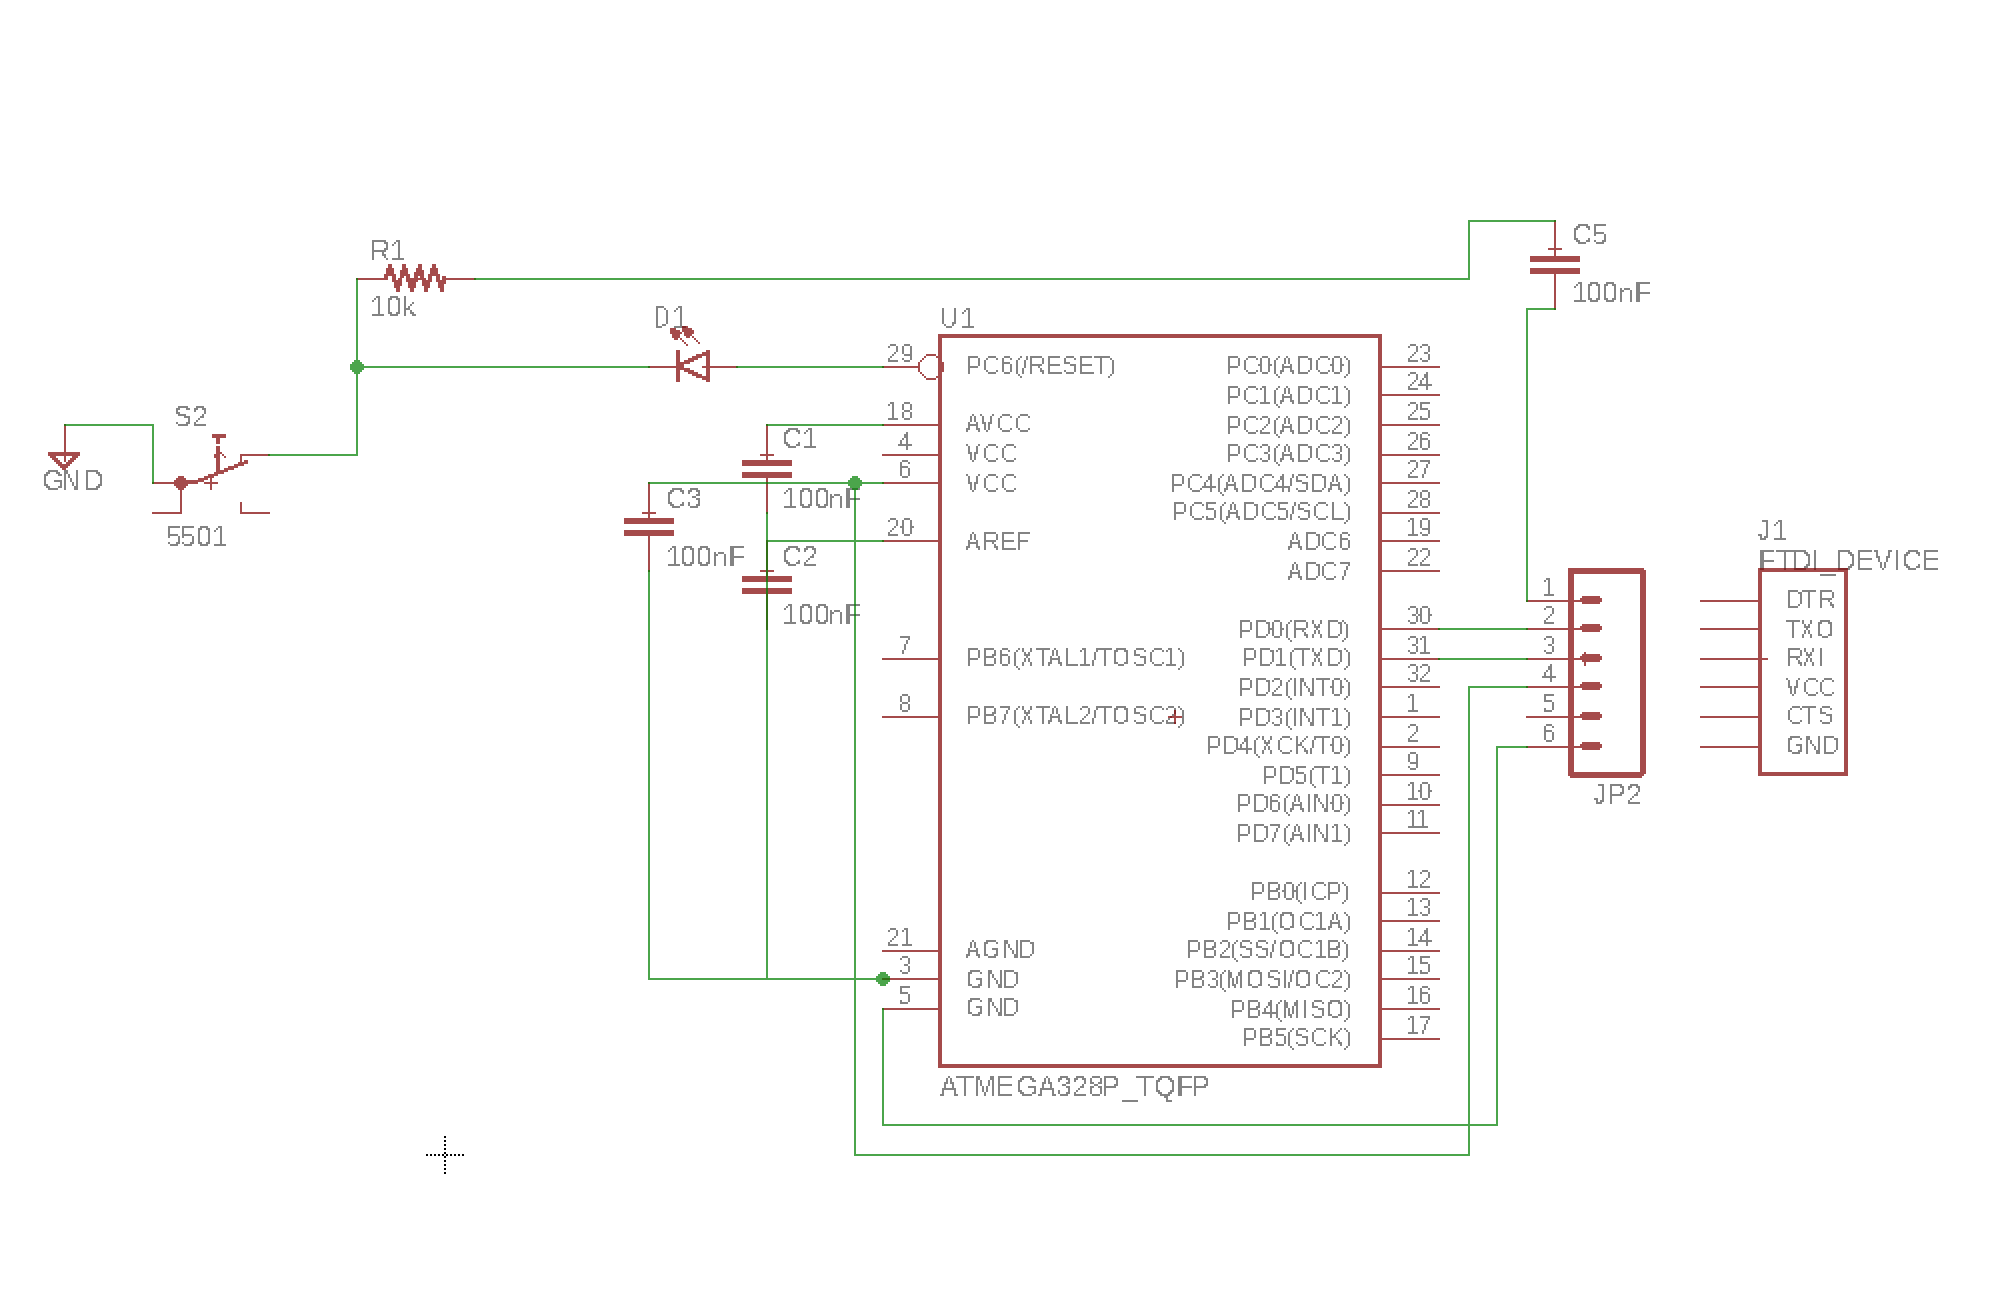 R1
10k
S2
5501
GND
D1
C1
100nF
C3
100nF
C2
100nF
C5
100nF
U1
29 PC6(/RESET)
18 AVCC
4 VCC
6 VCC
20 AREF
7 PB6(XTAL1/TOSC1)
8 PB7(XTAL2/TOSC2)
21 AGND
3 GND
5 GND
PC0(ADC0) 23
PC1(ADC1) 24
PC2(ADC2) 25
PC3(ADC3) 26
PC4(ADC4/SDA) 27
PC5(ADC5/SCL) 28
ADC6 19
ADC7 22
PD0(RXD) 30
PD1(TXD) 31
PD2(INT0) 32
PD3(INT1) 1
PD4(XCK/T0) 2
PD5(T1) 9
PD6(AIN0) 10
PD7(AIN1) 11
PB0(ICP) 12
PB1(OC1A) 13
PB2(SS/OC1B) 14
PB3(MOSI/OC2) 15
PB4(MISO) 16
PB5(SCK) 17
ATMEGA328P_TQFP
1
2
3
4
5
6
JP2
J1
FTDI_DEVICE
DTR
TXO
RXI
VCC
CTS
GND